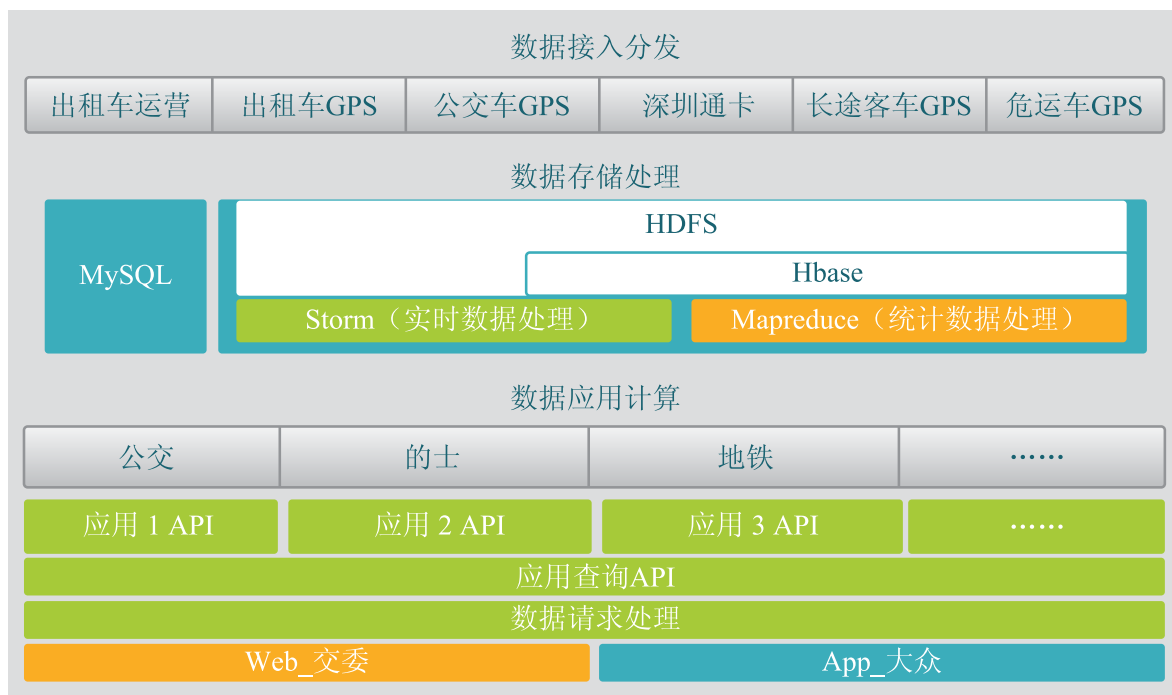 数据接入分发
出租车运营 出租车GPS 公交车GPS 深圳通卡 长途客车GPS 危运车GPS
数据存储处理
MySQL
HDFS
Hbase
Storm（实时数据处理） Mapreduce（统计数据处理）
数据应用计算
公交 的士 地铁 ……
应用 1 API 应用 2 API 应用 3 API ……
应用查询API
数据请求处理
Web_交委 App_大众